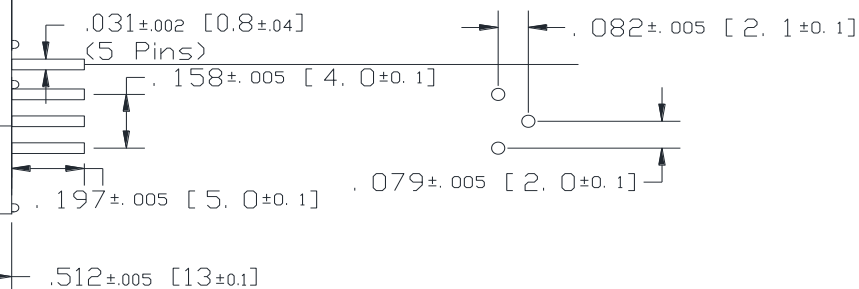 .031±.002 [0.8±.04]
. 082±. 005 [ 2. 1±0. 1]
(5 Pins)
. 158±. 005 [ 4. 0±0. 1]
. 079±. 005 [ 2. 0±0. 1]
. 197±. 005 [ 5. 0±0. 1]
.512±.005 [13±0.1]